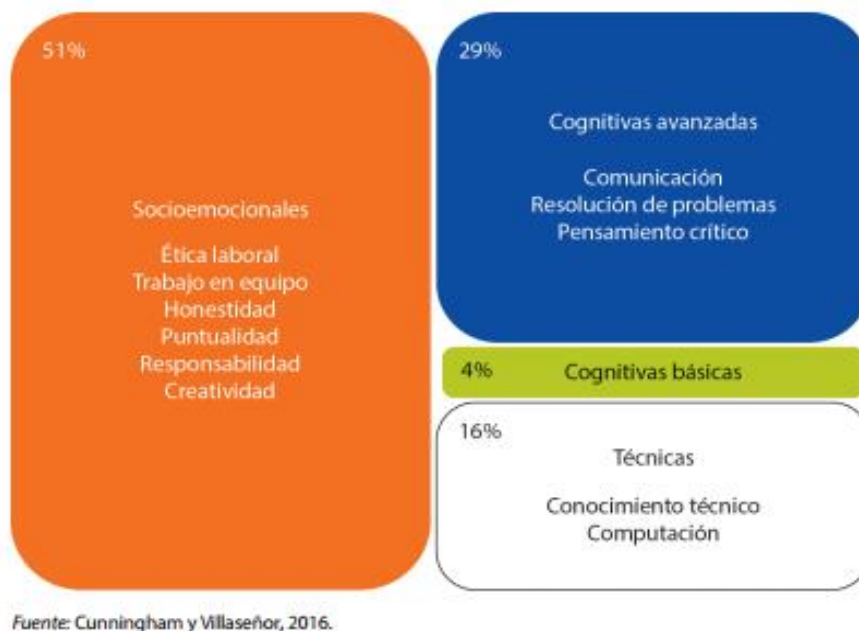 51%
Socioemocionales
Ética laboral
Trabajo en equipo
Honestidad
Puntualidad
Responsabilidad
Creatividad
29%
Cognitivas avanzadas
Comunicación
Resolución de problemas
Pensamiento crítico
4% Cognitivas básicas
16%
Técnicas
Conocimiento técnico
Computación
Fuente: Cunningham y Villaseñor, 2016.